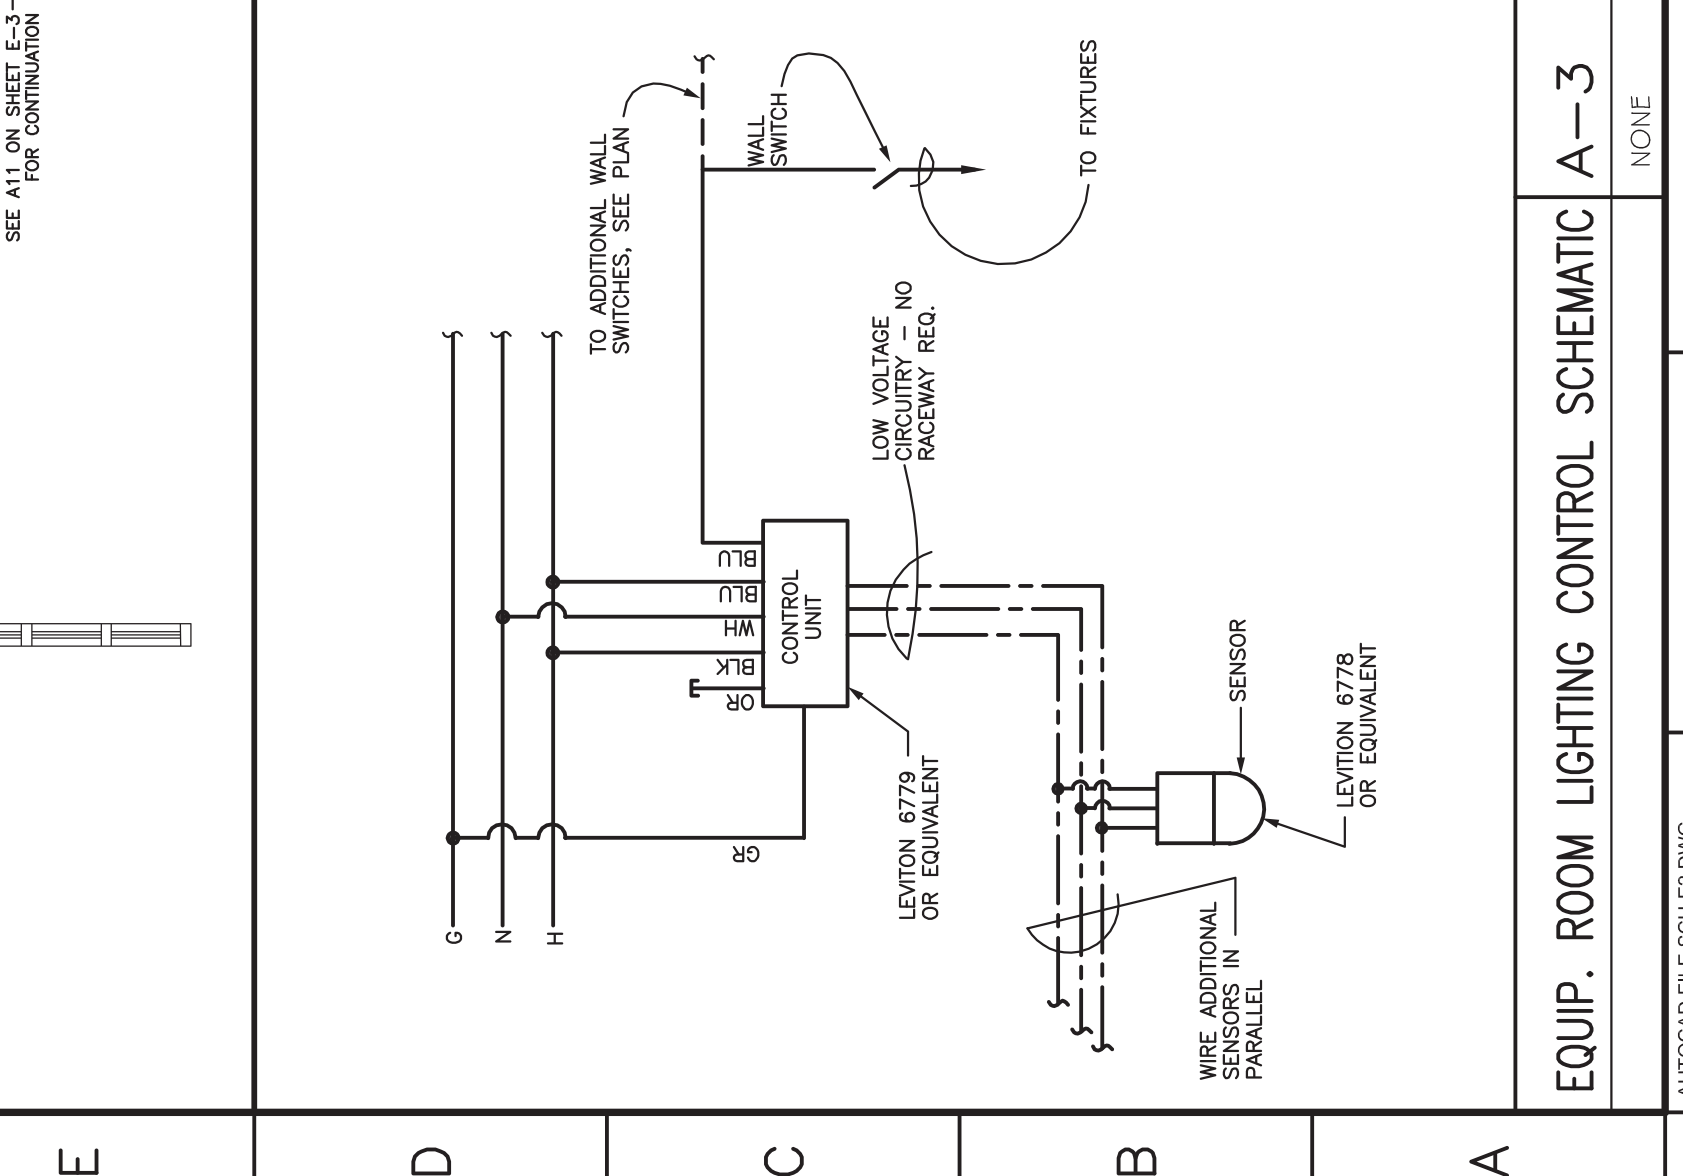 SEE A11 ON SHEET E-3-
FOR CONTINUATION
G
N
H
TO ADDITIONAL WALL
SWITCHES, SEE PLAN
WALL
SWITCH
TO FIXTURES
LOW VOLTAGE
CIRCUITRY - NO
RACEWAY REQ.
BLU
BLU
WH
BLK
OR
GR
CONTROL
UNIT
LEVITON 6779
OR EQUIVALENT
SENSOR
LEVITION 6778
OR EQUIVALENT
WIRE ADDITIONAL
SENSORS IN
PARALLEL
EQUIP. ROOM LIGHTING CONTROL SCHEMATIC
A-3
NONE
E
D
C
B
A